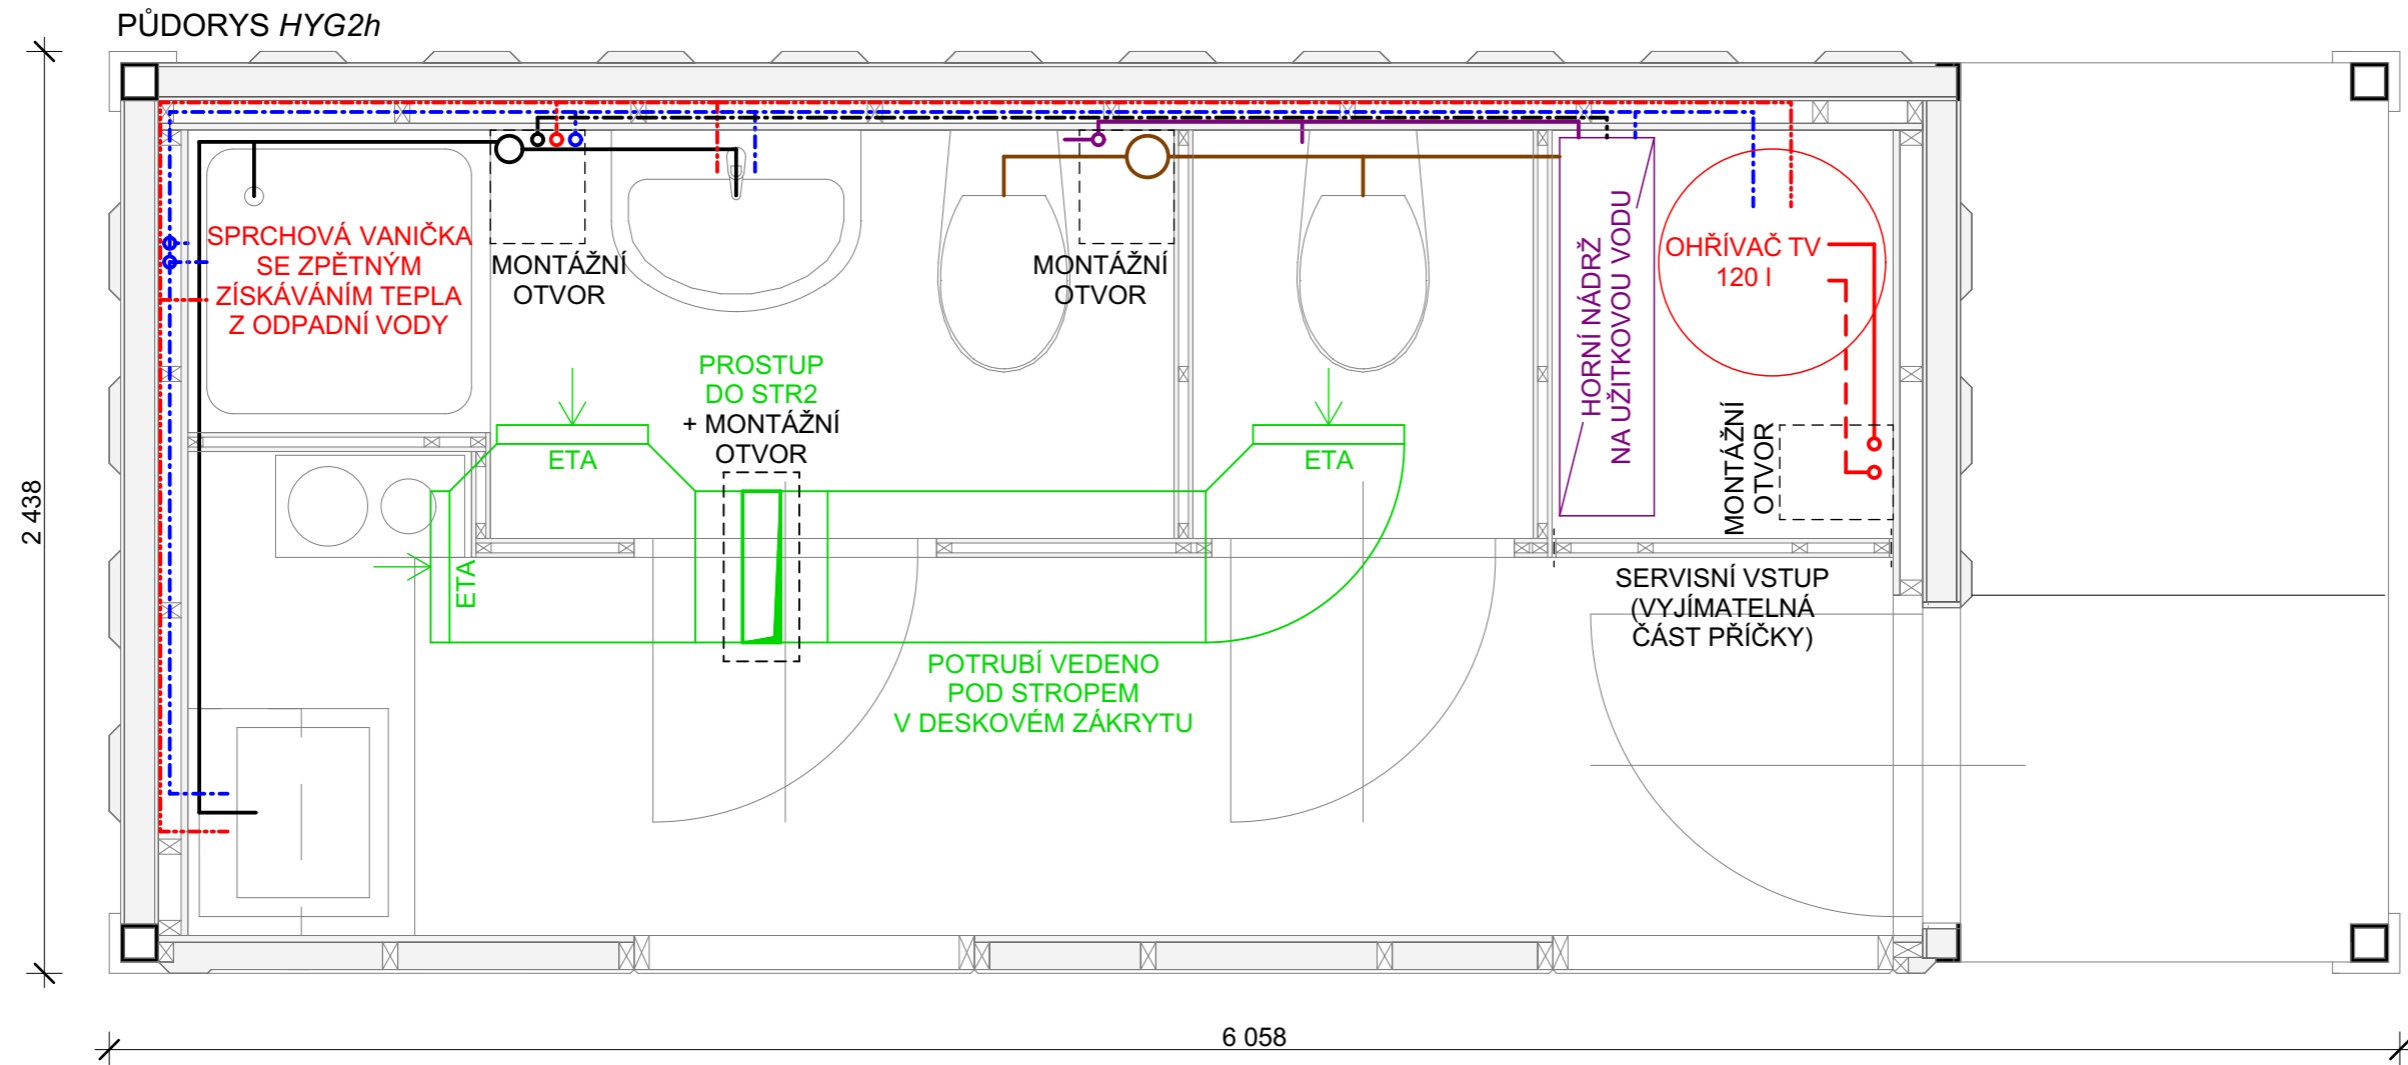 PŮDORYS HYG2h
2 438
SPRCHOVÁ VANIČKA
SE ZPĚTNÝM
ZÍSKÁVÁNÍM TEPLA
Z ODPADNÍ VODY
MONTÁŽNÍ
OTVOR
MONTÁŽNÍ
OTVOR
HORNÍ NÁDRŽ
NA UŽITKOVOU VODU
OHŘÍVAČ TV
120 l
PROSTUP
DO STR2
+ MONTÁŽNÍ
OTVOR
ETA
ETA
ETA
MONTÁŽNÍ
OTVOR
SERVISNÍ VSTUP
(VYJÍMATELNÁ
ČÁST PŘÍČKY)
POTRUBÍ VEDENO
POD STROPEM
V DESKOVÉM ZÁKRYTU
6 058